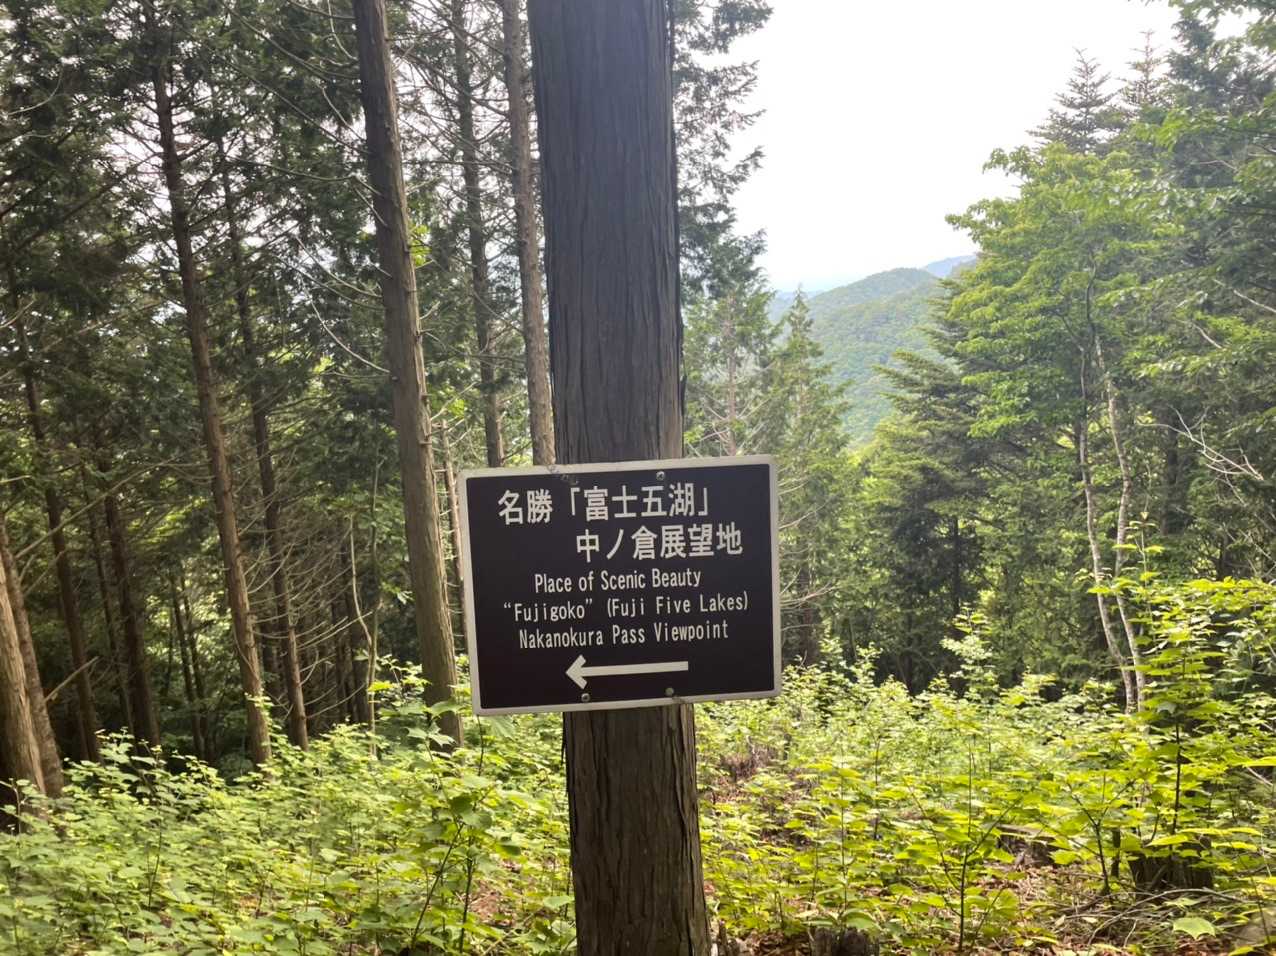 名勝「富士五湖」
中ノ倉展望地
Place of Scenic Beauty
“Fujigoko” (Fuji Five Lakes)
Nakanokura Pass Viewpoint